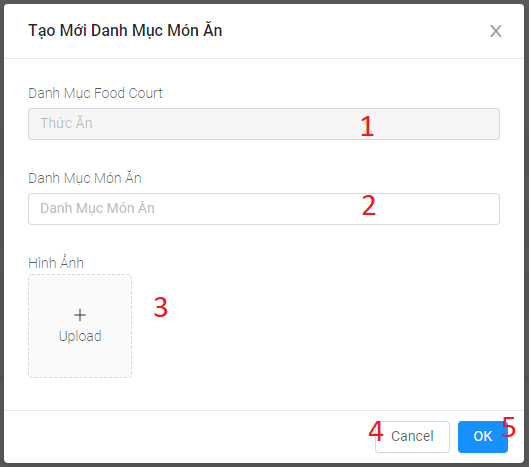 Tạo Mới Danh Mục Món Ăn
Danh Mục Food Court
Thức Ăn 1
Danh Mục Món Ăn
Danh Mục Món Ăn 2
Hình Ảnh
+
Upload
3
4 Cancel OK 5